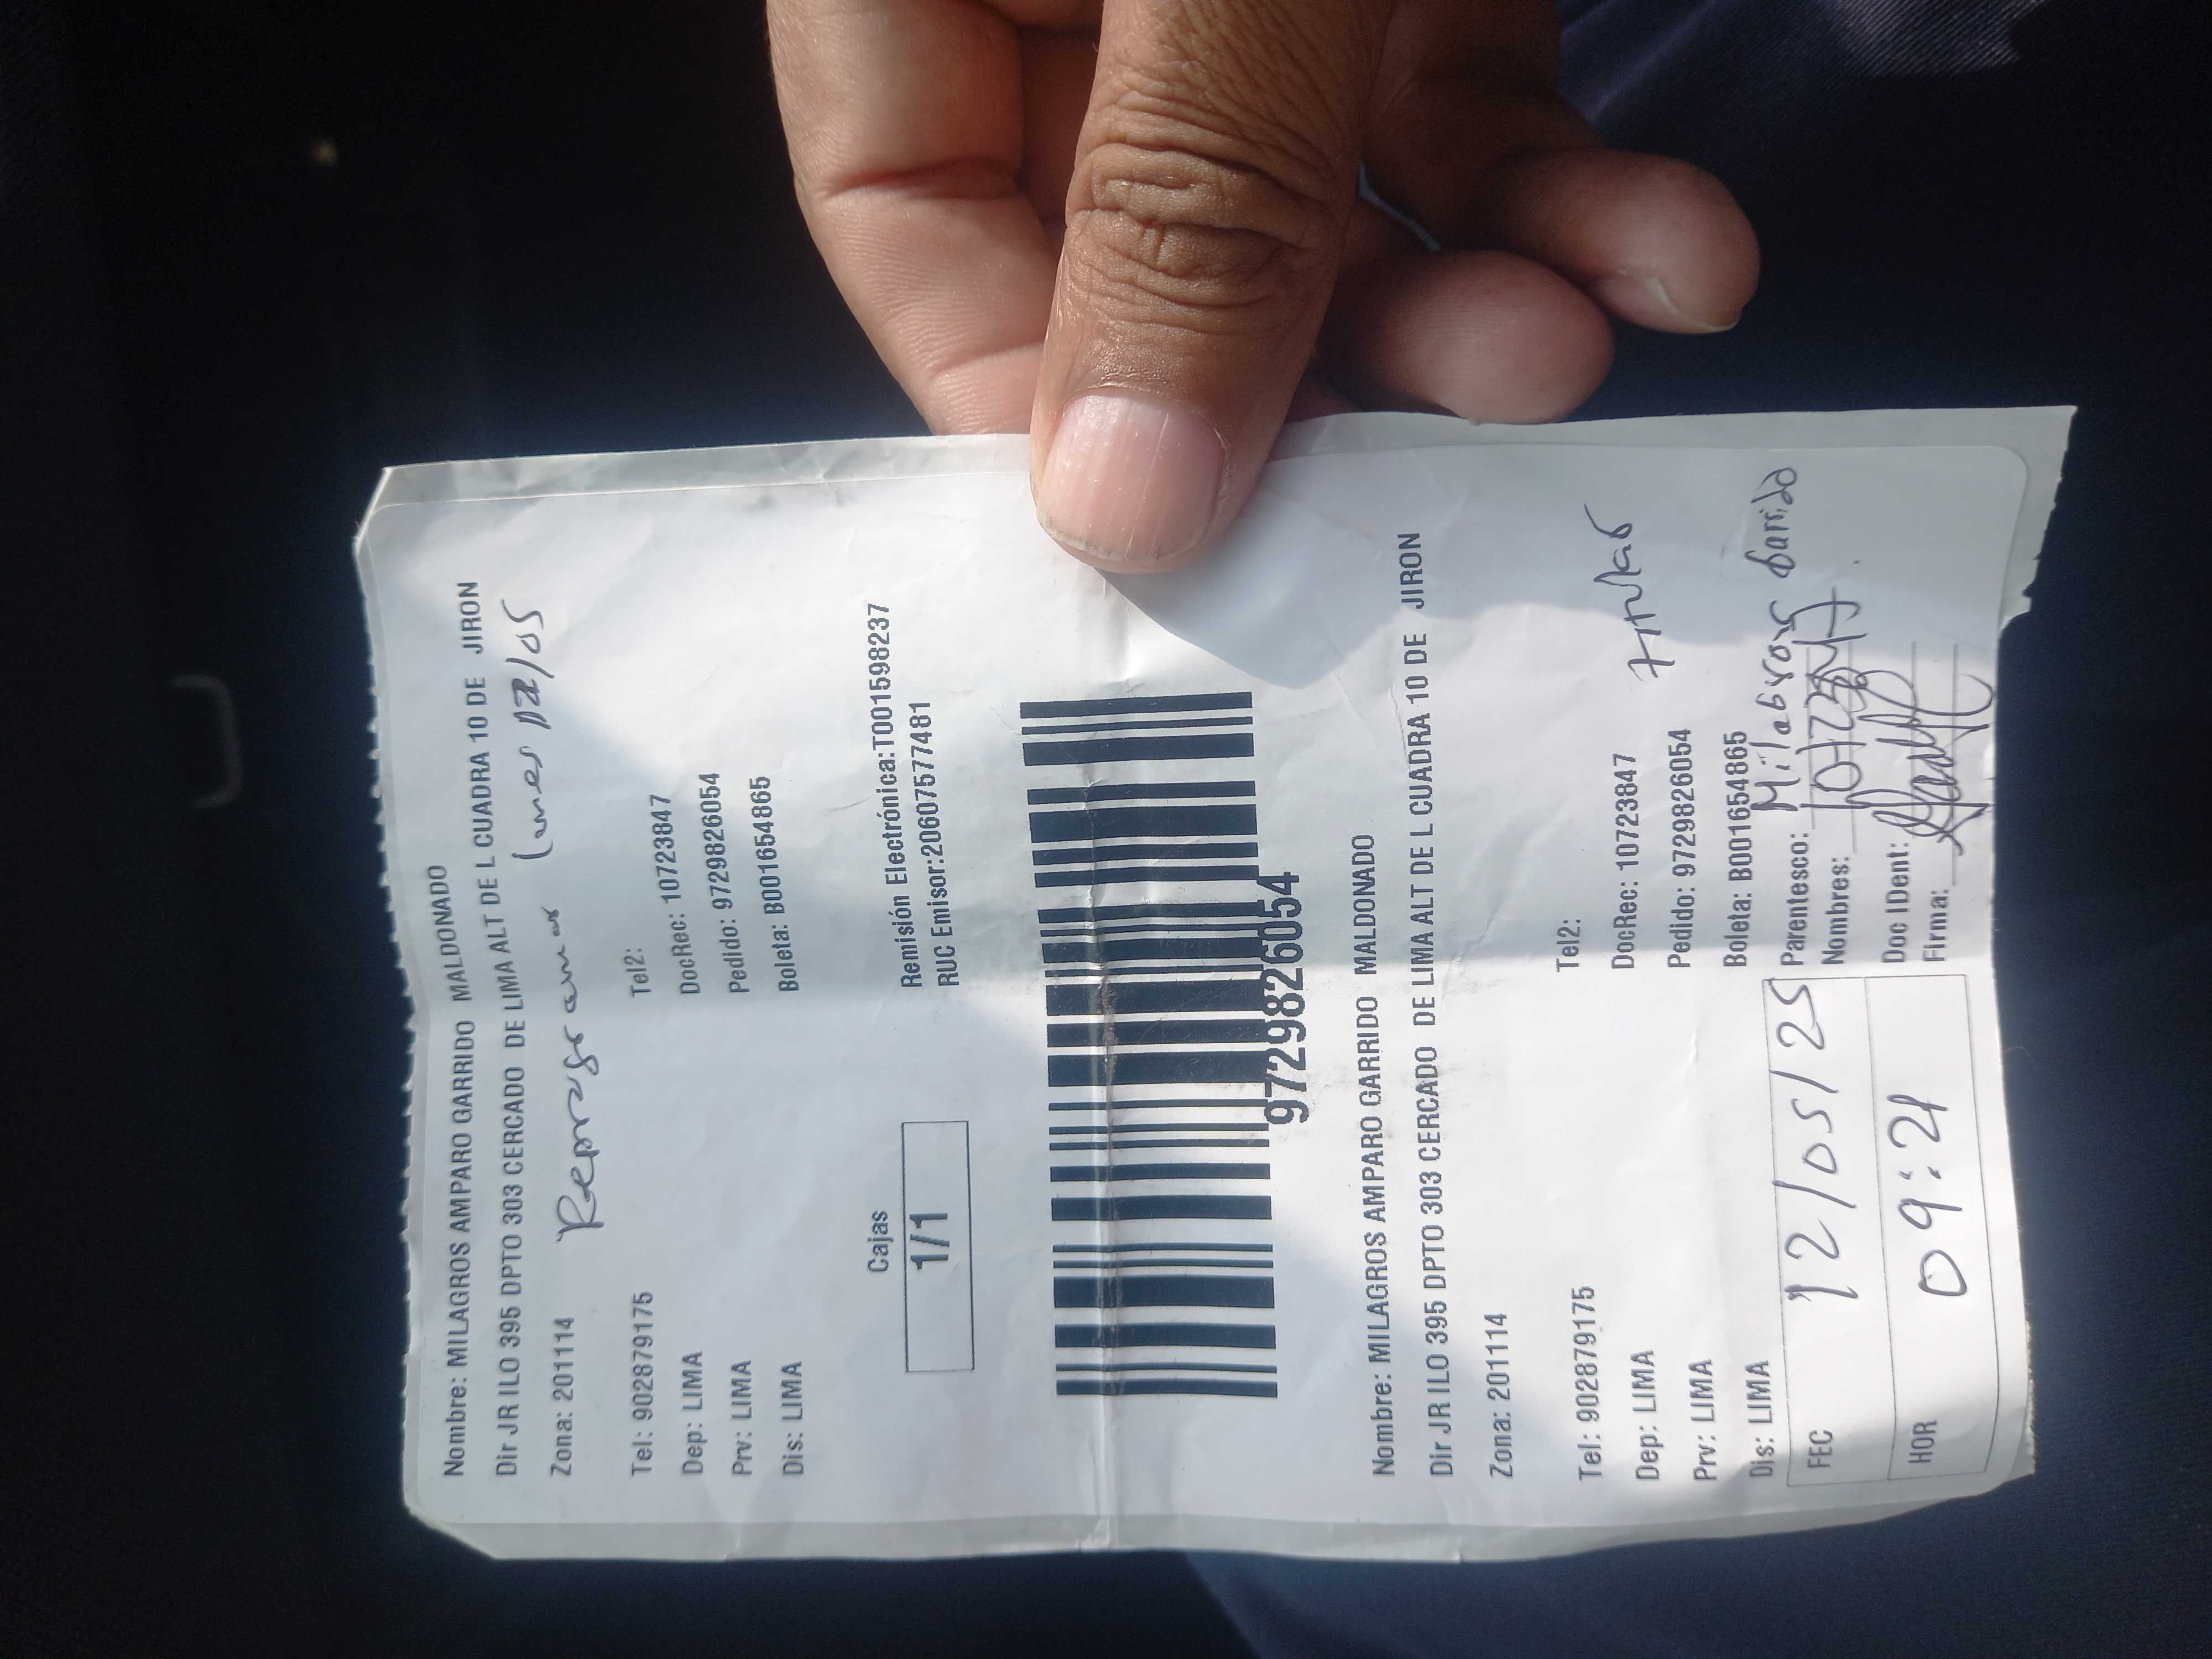 Nombre: MILAGROS AMPARO GARRIDO MALDONADO
Dir JR ILO 395 DPTO 303 CERCADO DE LIMA ALT DE L CUADRA 10 DE JIRON
Zona: 201114
Lunes 12/05
Tel: 902879175 Tel2:
Dep: LIMA DocRec: 10723847
Prv: LIMA Pedido: 9729826054
Dis: LIMA Boleta: B001654865
Cajas Remisión Electrónica:T001598237
1/1 RUC Emisor:20607577481
9729826054
Nombre: MILAGROS AMPARO GARRIDO MALDONADO
Dir JR ILO 395 DPTO 303 CERCADO DE LIMA ALT DE L CUADRA 10 DE JIRON
Zona: 201114
Tel: 902879175 Tel2:
Dep: LIMA DocRec: 10723847 titular
Prv: LIMA Pedido: 9729826054
Dis: LIMA Boleta: B001654865
FEC 12/05/25 Parentesco: Milagros Garrido
Nombres:
HOR 09:21 Doc IDent:
Firma: